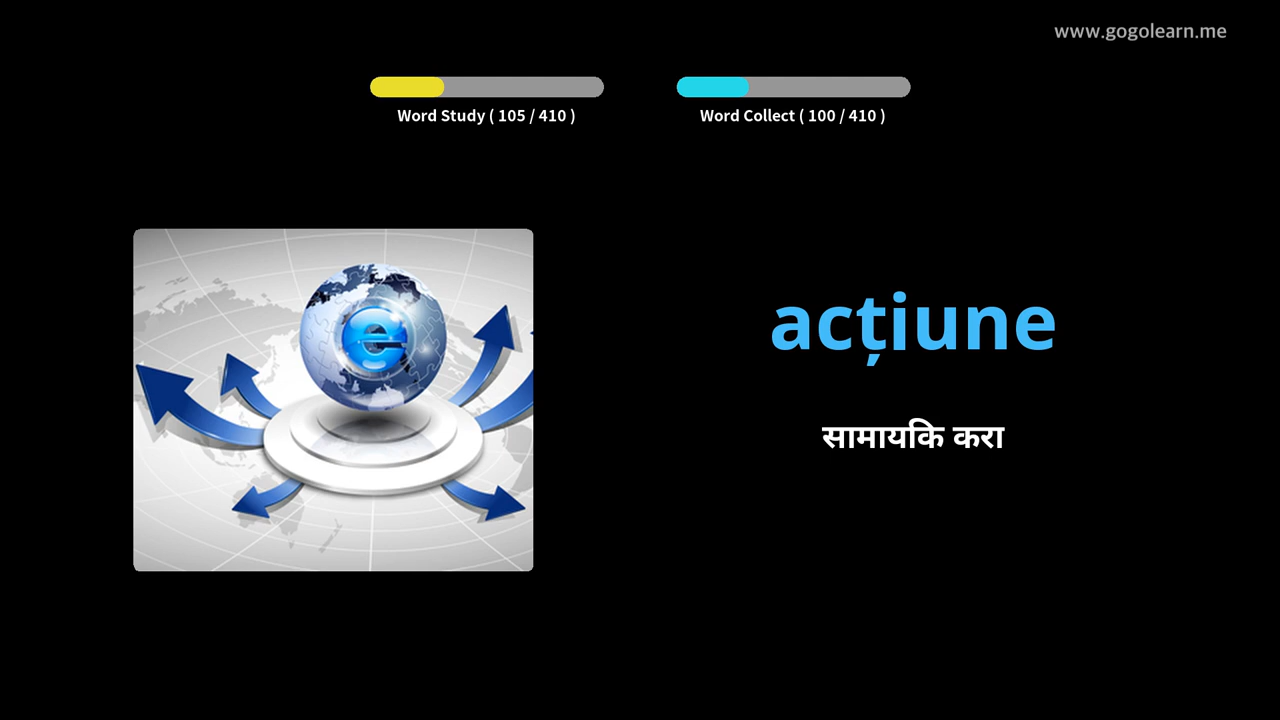 www.gogolearn.me
Word Study ( 105 / 410 )
Word Collect ( 100 / 410 )
e
acțiune
सामायिक करा